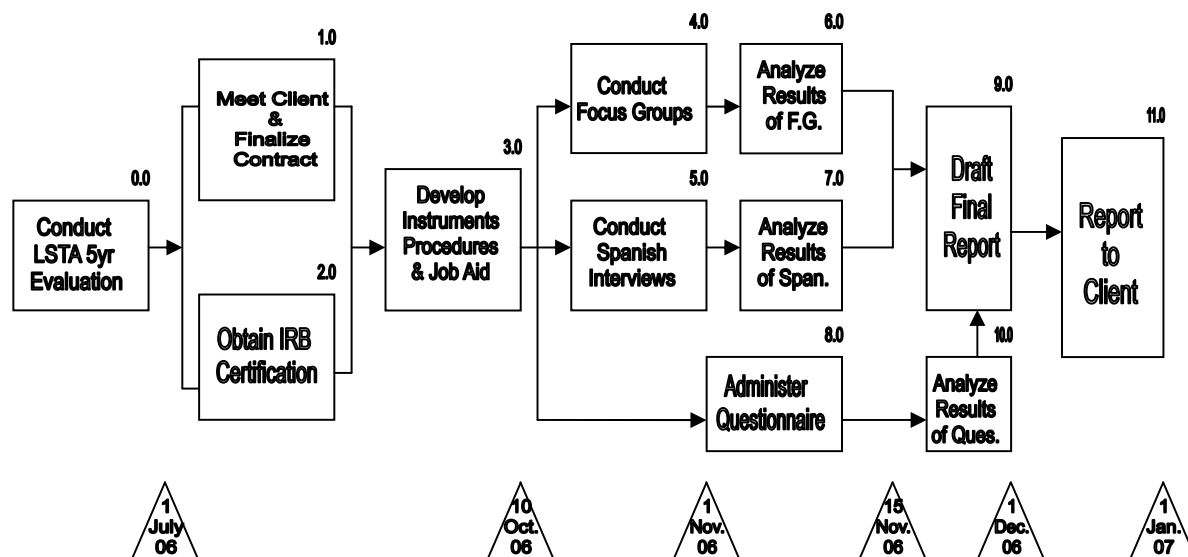 0.0
Conduct
LSTA 5yr
Evaluation
1.0
Meet Client
&
Finalize
Contract
2.0
Obtain IRB
Certification
3.0
Develop
Instruments
Procedures
& Job Aid
4.0
Conduct
Focus Groups
5.0
Conduct
Spanish
Interviews
6.0
Analyze
Results
of F.G.
7.0
Analyze
Results
of Span.
8.0
Administer
Questionnaire
9.0
Draft
Final
Report
10.0
Analyze
Results
of Ques.
11.0
Report
to
Client
1
July
06
10
Oct.
06
1
Nov.
06
15
Nov.
06
1
Dec.
06
1
Jan.
07